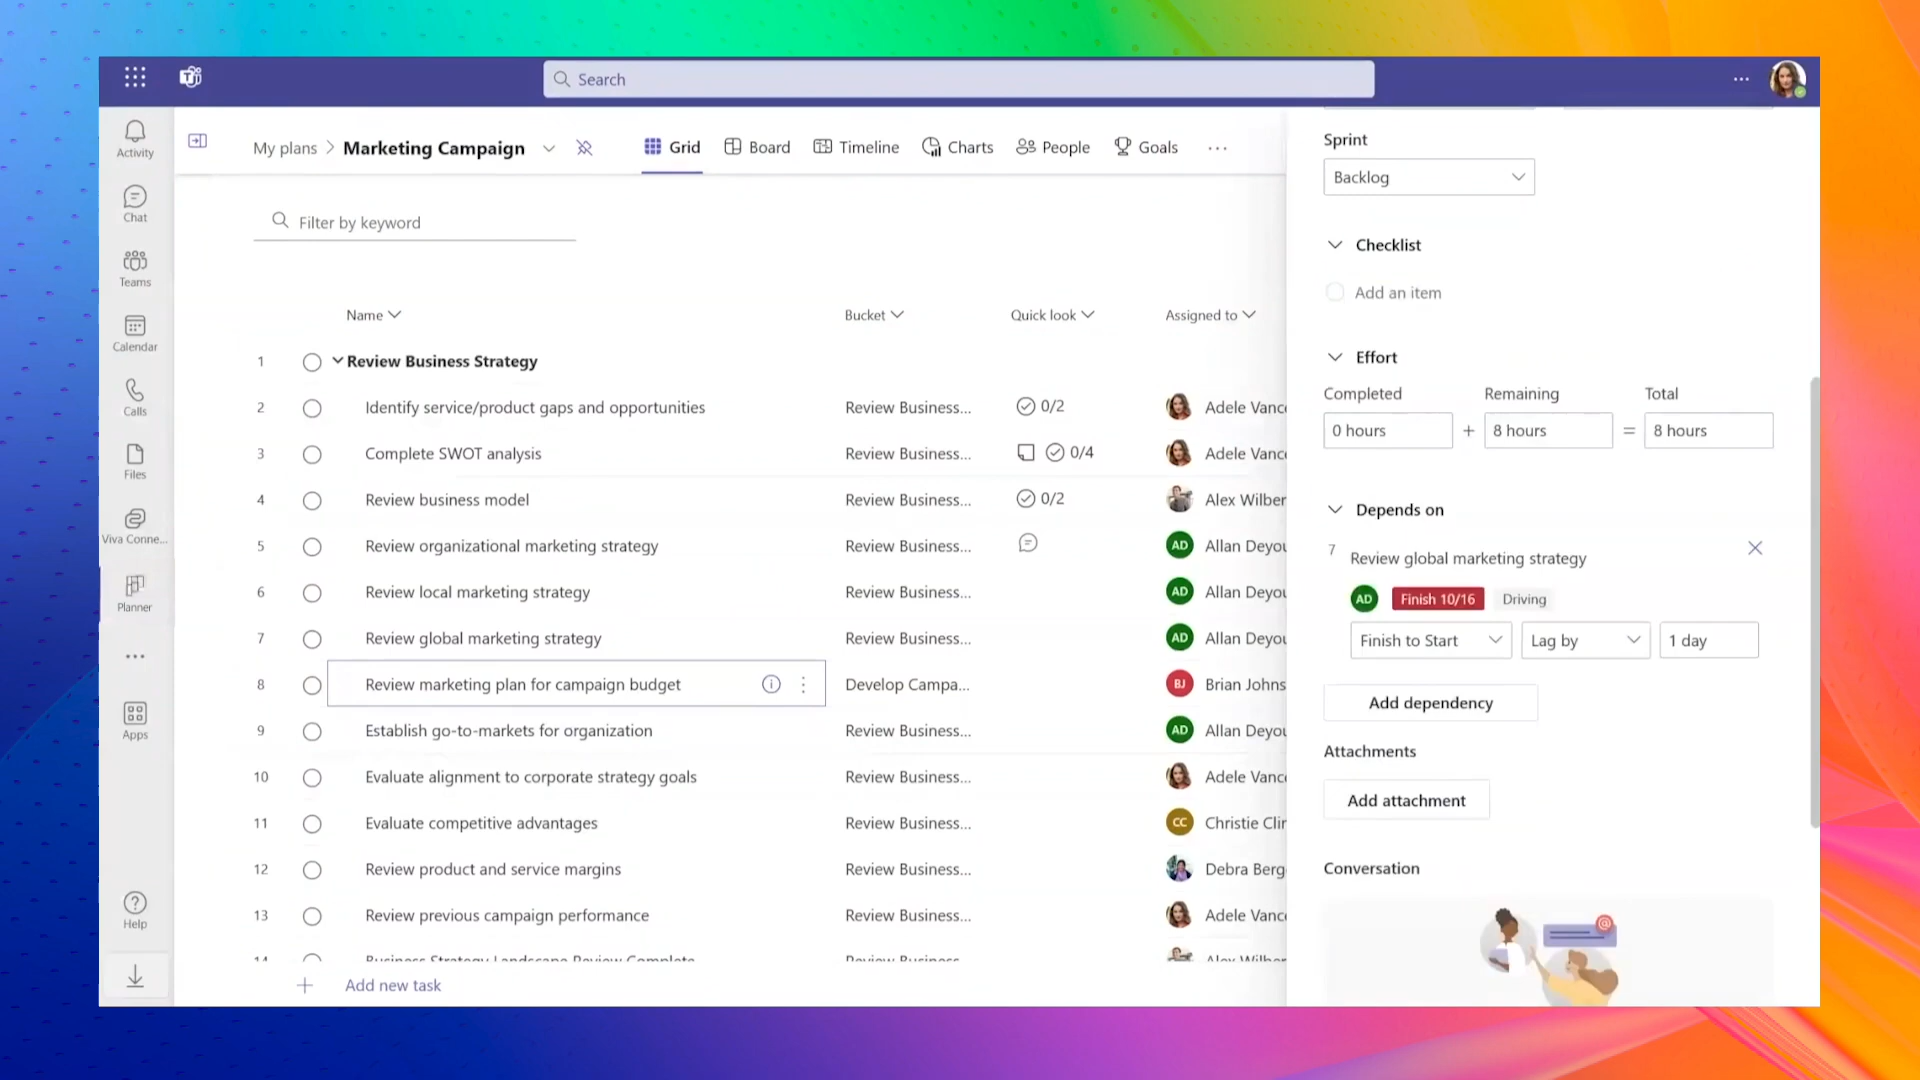 Search
Activity
Chat
Teams
Calendar
Calls
Files
Viva Conne...
Planner
Apps
Help
My plans > Marketing Campaign
Grid
Board
Timeline
Charts
People
Goals
Filter by keyword
Name Bucket Quick look Assigned to
1 Review Business Strategy
2 Identify service/product gaps and opportunities Review Business... 0/2 Adele Vance
3 Complete SWOT analysis Review Business... 0/4 Adele Vance
4 Review business model Review Business... 0/2 Alex Wilber
5 Review organizational marketing strategy Review Business... AD Allan Deyou
6 Review local marketing strategy Review Business... AD Allan Deyou
7 Review global marketing strategy Review Business... AD Allan Deyou
8 Review marketing plan for campaign budget Develop Campa... BJ Brian Johns
9 Establish go-to-markets for organization Review Business... AD Allan Deyou
10 Evaluate alignment to corporate strategy goals Review Business... Adele Vance
11 Evaluate competitive advantages Review Business... CC Christie Clin
12 Review product and service margins Review Business... Debra Berg
13 Review previous campaign performance Review Business... Adele Vance
14 Business Strategy Landscape Review Complete Review Business Alex Wilber
+ Add new task
Sprint
Backlog
Checklist
Add an item
Effort
Completed Remaining Total
0 hours + 8 hours = 8 hours
Depends on
7 Review global marketing strategy
AD Finish 10/16 Driving
Finish to Start Lag by 1 day
Add dependency
Attachments
Add attachment
Conversation
@